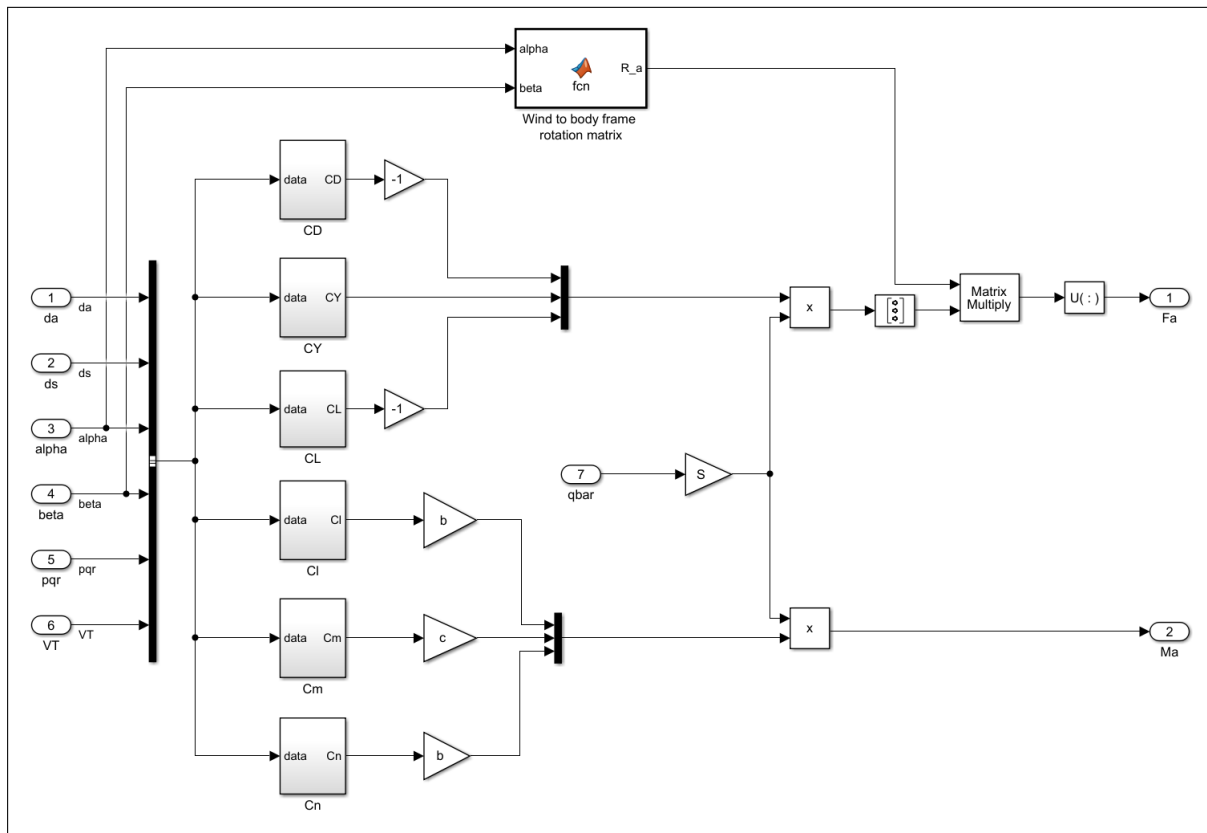 alpha
beta
R_a
fcn
Wind to body frame
rotation matrix
data
CD
-1
CD
data
CY
CY
data
CL
-1
CL
1
da
da
2
ds
ds
3
alpha
alpha
4
beta
beta
5
pqr
pqr
6
VT
VT
data
Cl
b
Cl
data
Cm
c
Cm
data
Cn
b
Cn
7
qbar
S
x
Matrix
Multiply
U( : )
1
Fa
x
2
Ma